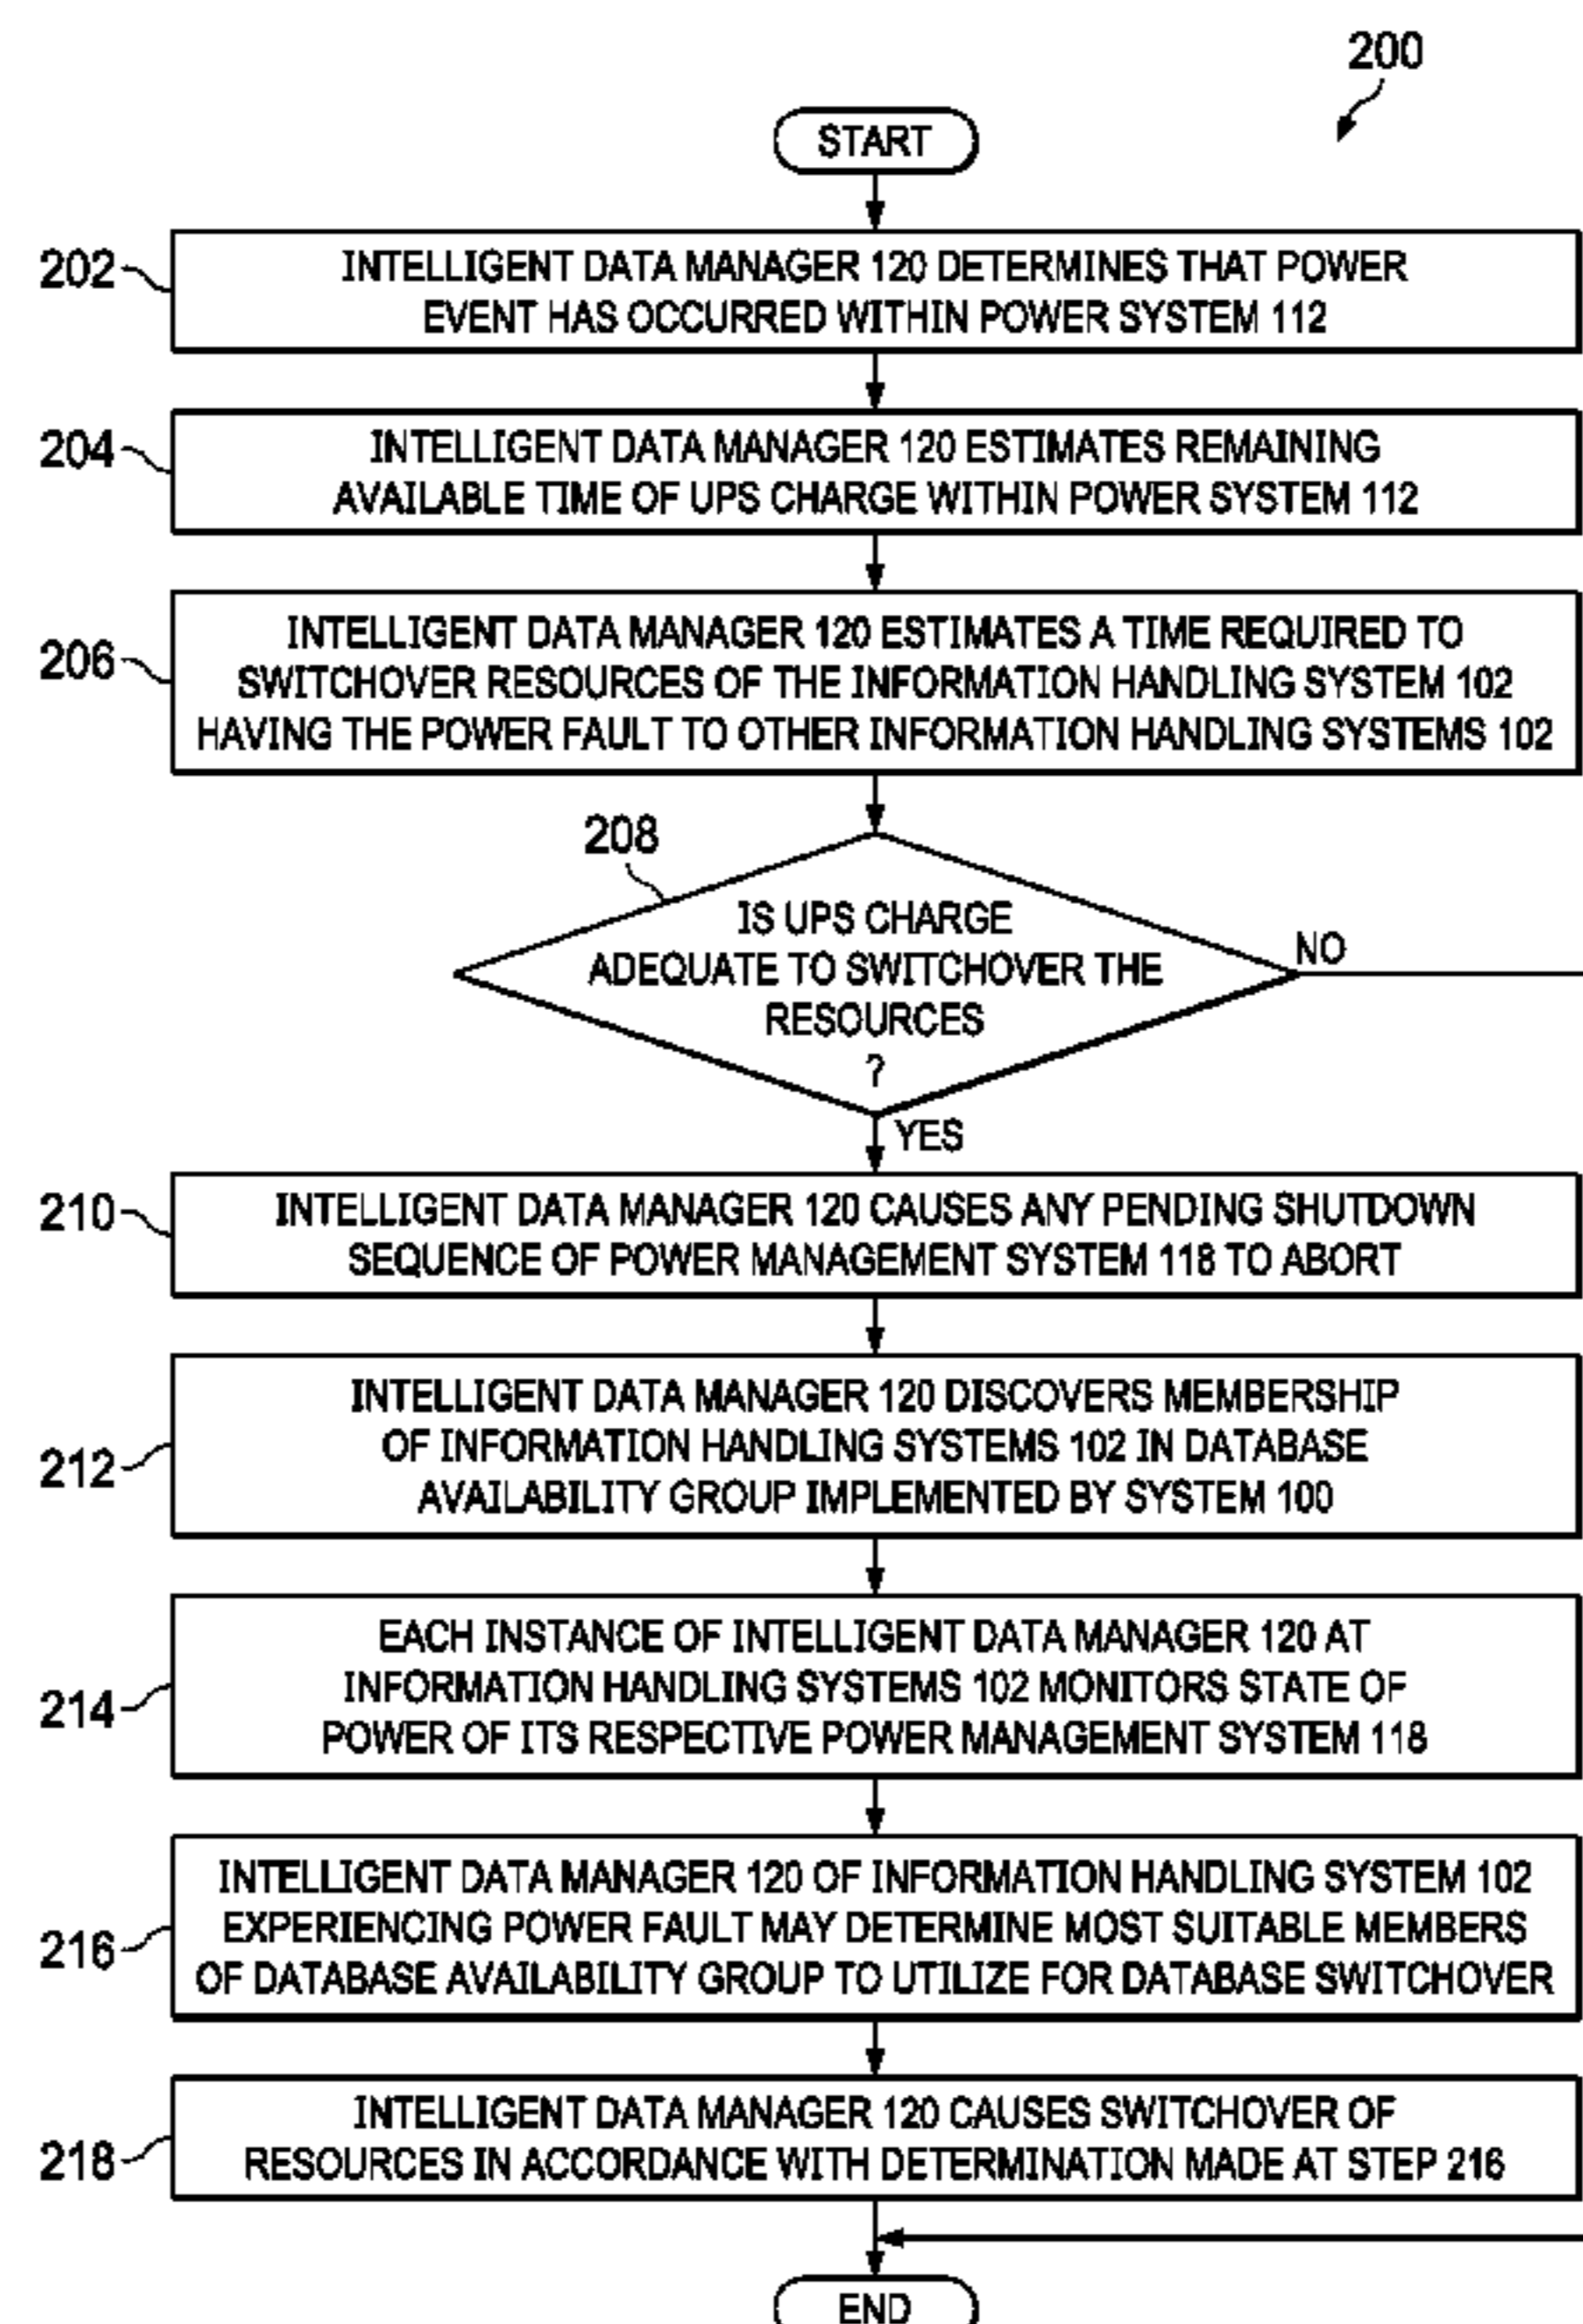 200
START
202
INTELLIGENT DATA MANAGER 120 DETERMINES THAT POWER
EVENT HAS OCCURRED WITHIN POWER SYSTEM 112
204
INTELLIGENT DATA MANAGER 120 ESTIMATES REMAINING
AVAILABLE TIME OF UPS CHARGE WITHIN POWER SYSTEM 112
206
INTELLIGENT DATA MANAGER 120 ESTIMATES A TIME REQUIRED TO
SWITCHOVER RESOURCES OF THE INFORMATION HANDLING SYSTEM 102
HAVING THE POWER FAULT TO OTHER INFORMATION HANDLING SYSTEMS 102
208
IS UPS CHARGE
ADEQUATE TO SWITCHOVER THE
RESOURCES
?
NO
YES
210
INTELLIGENT DATA MANAGER 120 CAUSES ANY PENDING SHUTDOWN
SEQUENCE OF POWER MANAGEMENT SYSTEM 118 TO ABORT
212
INTELLIGENT DATA MANAGER 120 DISCOVERS MEMBERSHIP
OF INFORMATION HANDLING SYSTEMS 102 IN DATABASE
AVAILABILITY GROUP IMPLEMENTED BY SYSTEM 100
214
EACH INSTANCE OF INTELLIGENT DATA MANAGER 120 AT
INFORMATION HANDLING SYSTEMS 102 MONITORS STATE OF
POWER OF ITS RESPECTIVE POWER MANAGEMENT SYSTEM 118
216
INTELLIGENT DATA MANAGER 120 OF INFORMATION HANDLING SYSTEM 102
EXPERIENCING POWER FAULT MAY DETERMINE MOST SUITABLE MEMBERS
OF DATABASE AVAILABILITY GROUP TO UTILIZE FOR DATABASE SWITCHOVER
218
INTELLIGENT DATA MANAGER 120 CAUSES SWITCHOVER OF
RESOURCES IN ACCORDANCE WITH DETERMINATION MADE AT STEP 216
END